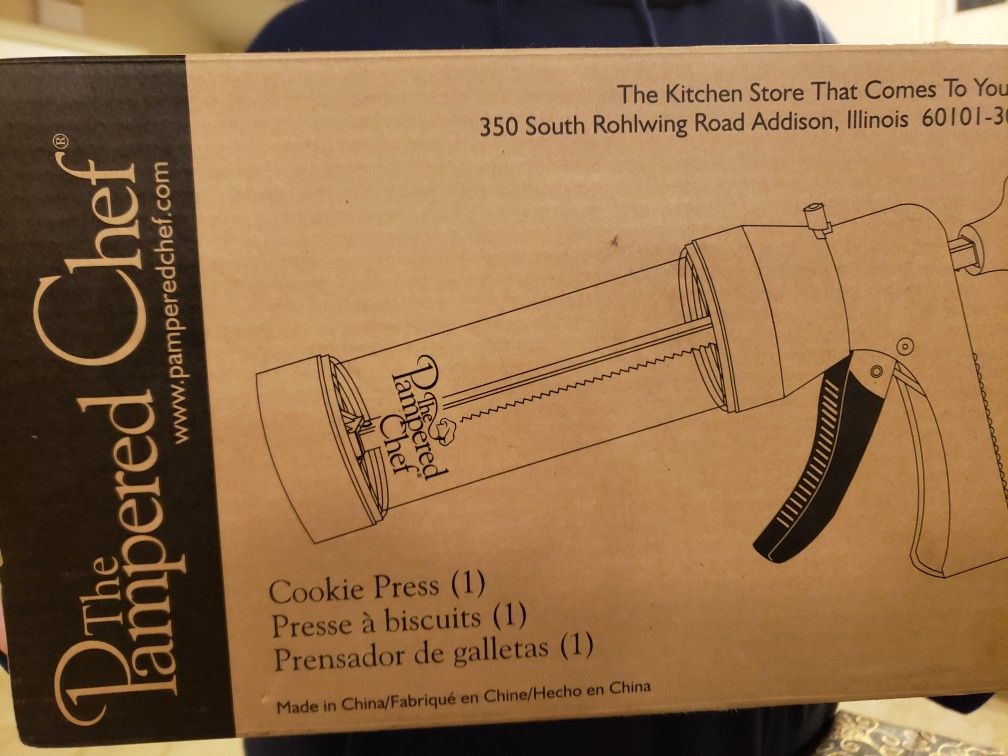 The
Pampered Chef®
www.pamperedchef.com
The Kitchen Store That Comes To You
350 South Rohlwing Road Addison, Illinois 60101-30
The
Pampered
Chef
Cookie Press (1)
Presse à biscuits (1)
Prensador de galletas (1)
Made in China/Fabriqué en Chine/Hecho en China